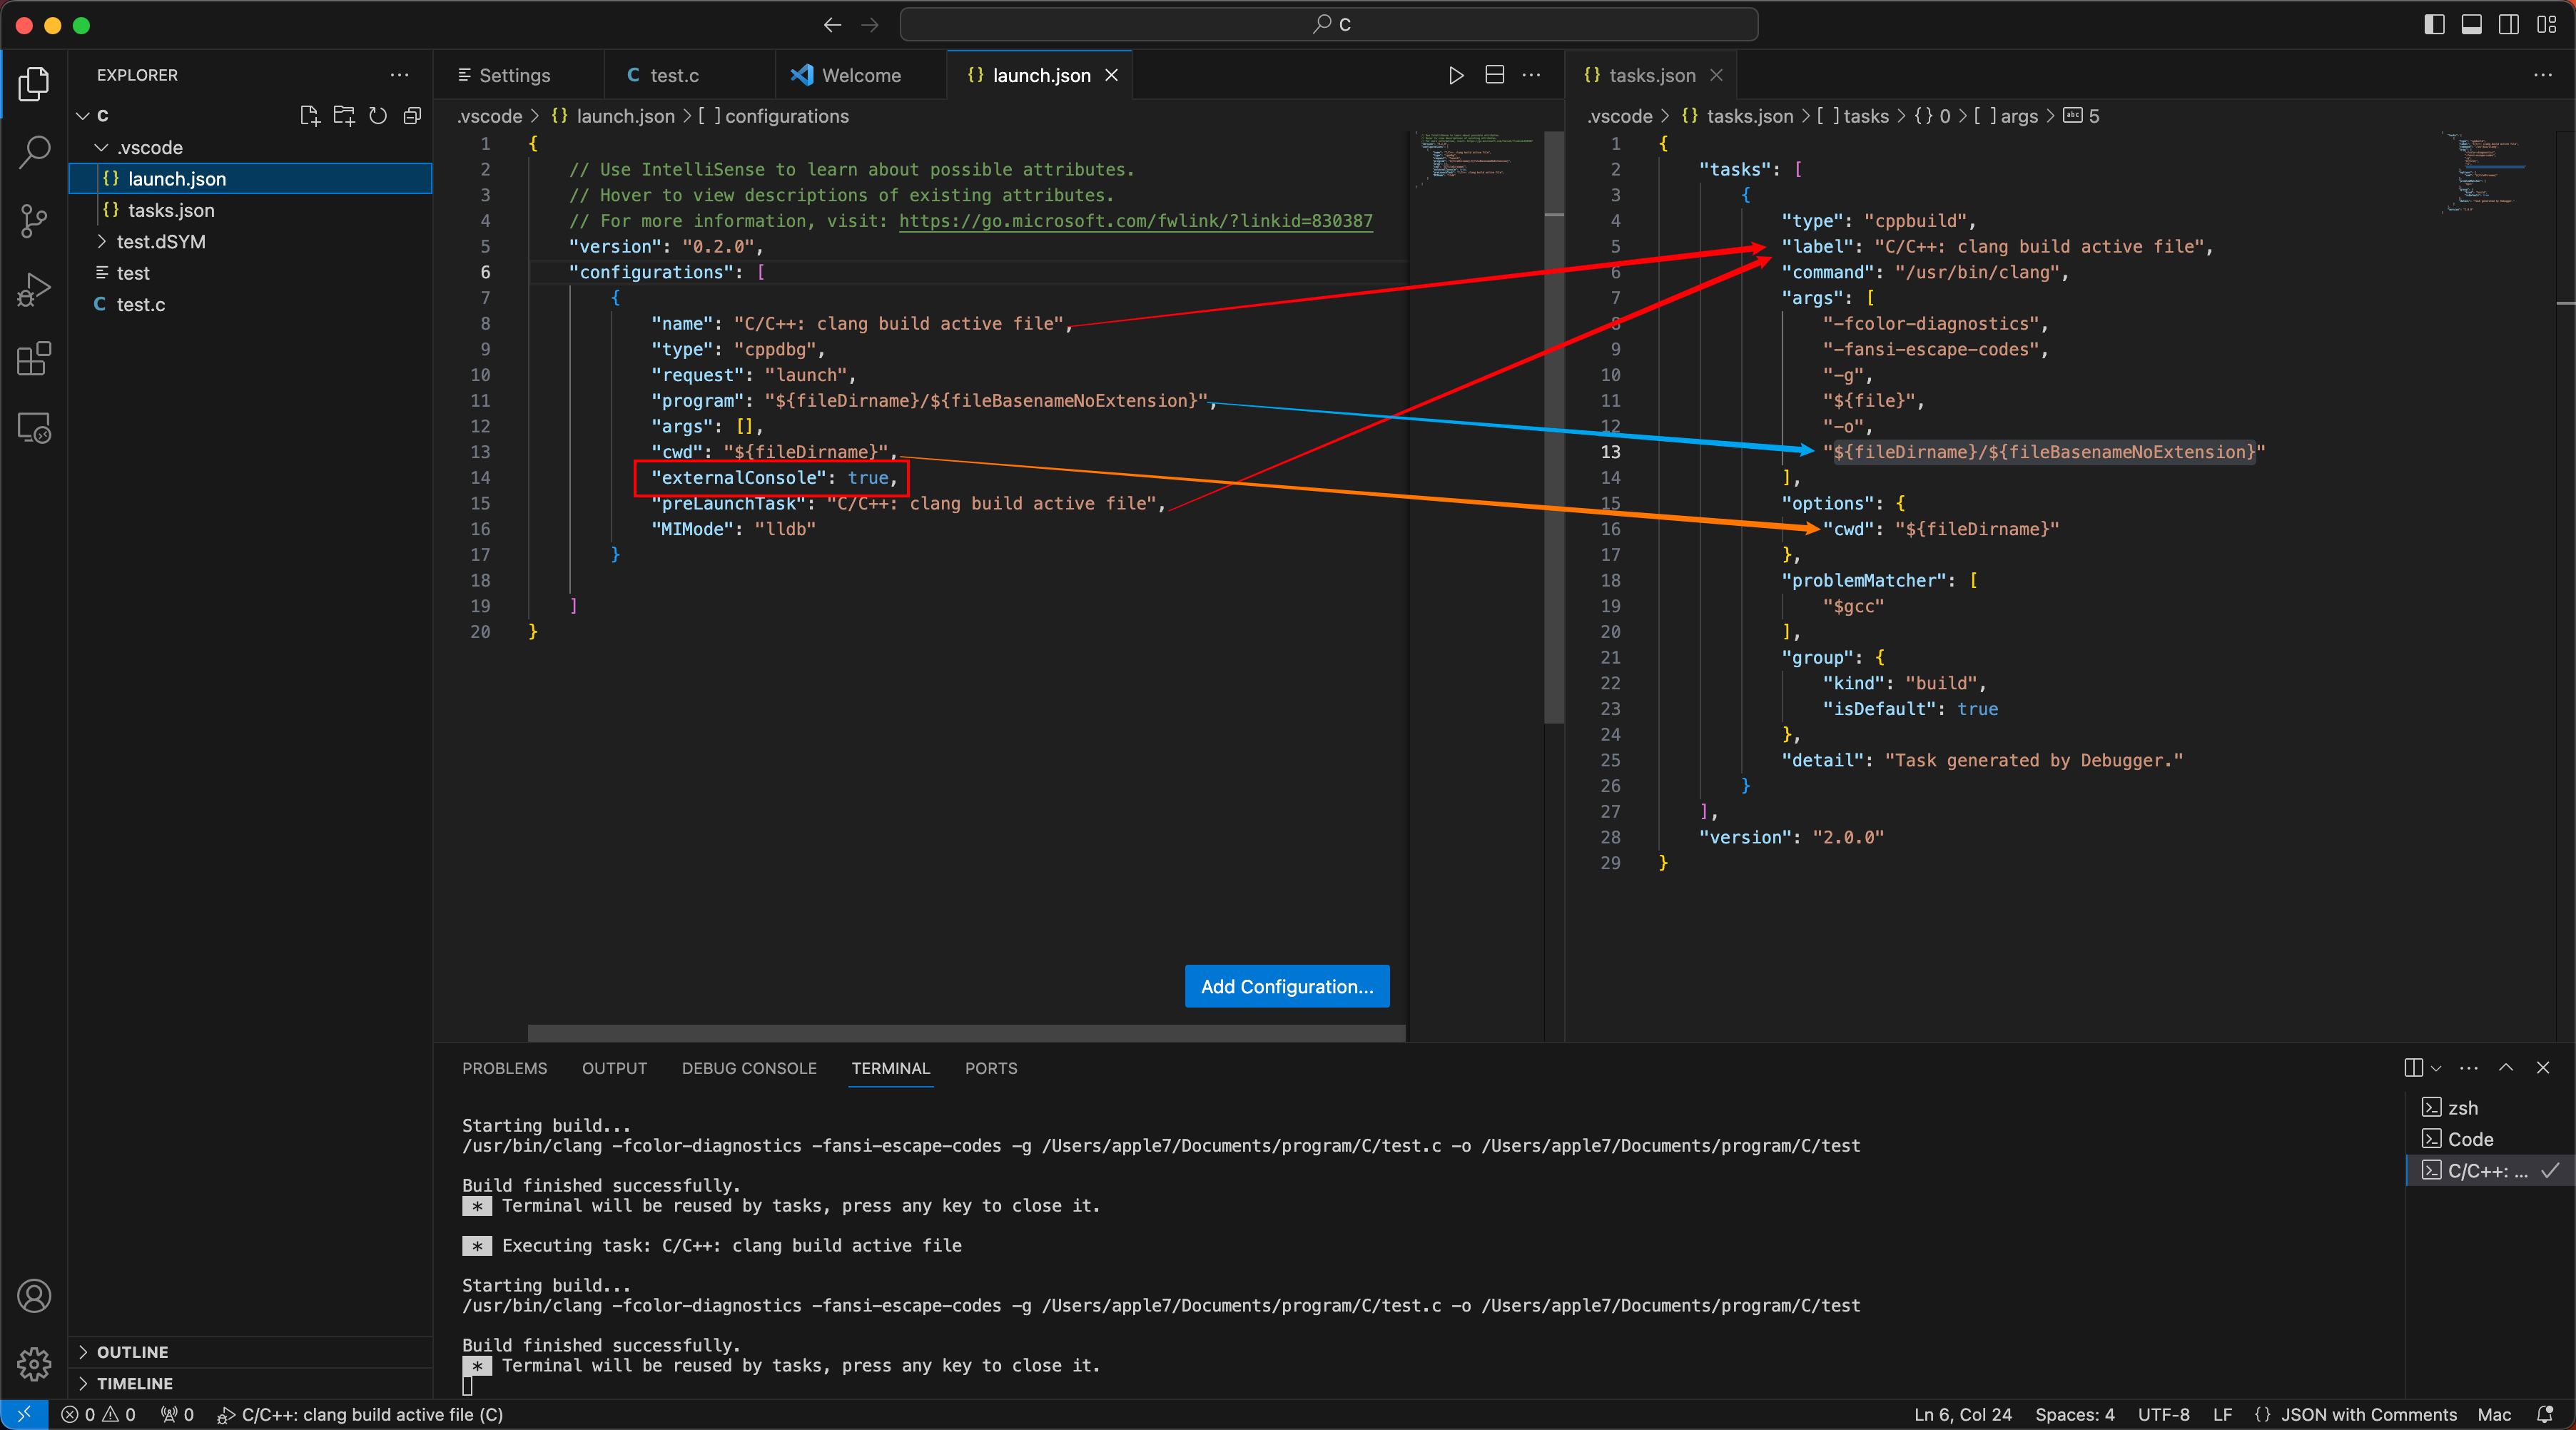 C
EXPLORER
C
.vscode
{} launch.json
{} tasks.json
test.dSYM
test
C test.c
OUTLINE
TIMELINE
Settings
C test.c
Welcome
{} launch.json
.vscode > {} launch.json > [ ] configurations
1 {
2 // Use IntelliSense to learn about possible attributes.
3 // Hover to view descriptions of existing attributes.
4 // For more information, visit: https://go.microsoft.com/fwlink/?linkid=830387
5 "version": "0.2.0",
6 "configurations": [
7 {
8 "name": "C/C++: clang build active file",
9 "type": "cppdbg",
10 "request": "launch",
11 "program": "${fileDirname}/${fileBasenameNoExtension}",
12 "args": [],
13 "cwd": "${fileDirname}",
14 "externalConsole": true,
15 "preLaunchTask": "C/C++: clang build active file",
16 "MIMode": "lldb"
17 }
18
19 ]
20 }
Add Configuration...
{} tasks.json
.vscode > {} tasks.json > [ ] tasks > {} 0 > [ ] args > abc 5
1 {
2 "tasks": [
3 {
4 "type": "cppbuild",
5 "label": "C/C++: clang build active file",
6 "command": "/usr/bin/clang",
7 "args": [
8 "-fcolor-diagnostics",
9 "-fansi-escape-codes",
10 "-g",
11 "${file}",
12 "-o",
13 "${fileDirname}/${fileBasenameNoExtension}"
14 ],
15 "options": {
16 "cwd": "${fileDirname}"
17 },
18 "problemMatcher": [
19 "$gcc"
20 ],
21 "group": {
22 "kind": "build",
23 "isDefault": true
24 },
25 "detail": "Task generated by Debugger."
26 }
27 ],
28 "version": "2.0.0"
29 }
PROBLEMS OUTPUT DEBUG CONSOLE TERMINAL PORTS
Starting build...
/usr/bin/clang -fcolor-diagnostics -fansi-escape-codes -g /Users/apple7/Documents/program/C/test.c -o /Users/apple7/Documents/program/C/test
Build finished successfully.
* Terminal will be reused by tasks, press any key to close it.
* Executing task: C/C++: clang build active file
Starting build...
/usr/bin/clang -fcolor-diagnostics -fansi-escape-codes -g /Users/apple7/Documents/program/C/test.c -o /Users/apple7/Documents/program/C/test
Build finished successfully.
* Terminal will be reused by tasks, press any key to close it.
zsh
Code
C/C++: ...
0 0 0 C/C++: clang build active file (C)
Ln 6, Col 24 Spaces: 4 UTF-8 LF {} JSON with Comments Mac